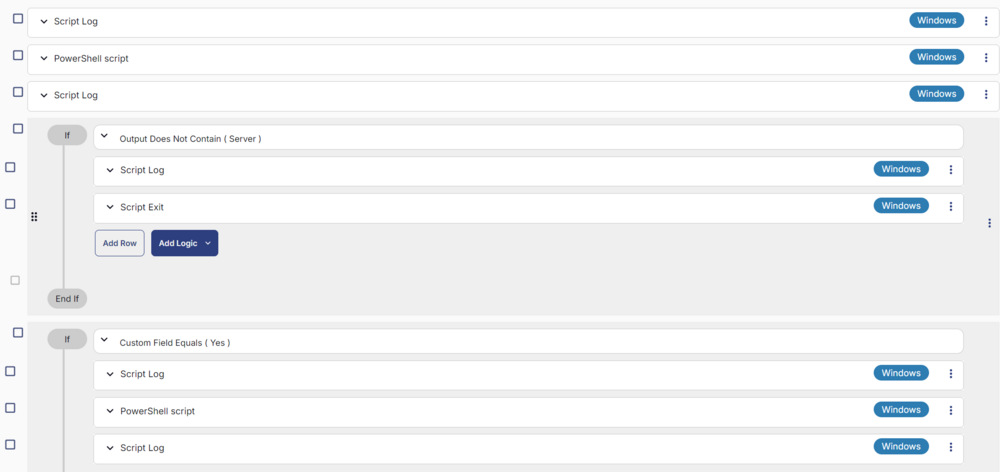 Script Log Windows
PowerShell script Windows
Script Log Windows
If Output Does Not Contain ( Server )
Script Log Windows
Script Exit Windows
Add Row Add Logic
End If
If Custom Field Equals ( Yes )
Script Log Windows
PowerShell script Windows
Script Log Windows